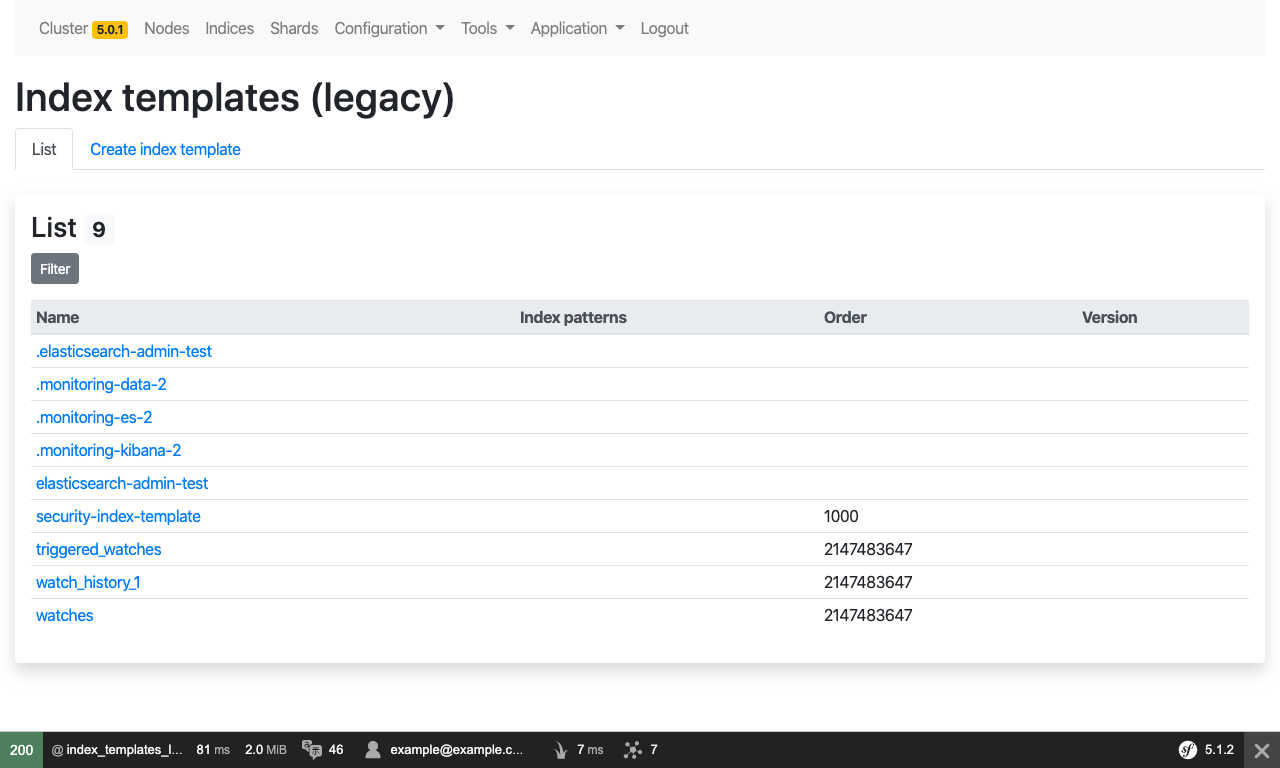 Cluster 5.0.1 Nodes Indices Shards Configuration Tools Application Logout
Index templates (legacy)
List Create index template
List 9
Filter
Name Index patterns Order Version
.elasticsearch-admin-test
.monitoring-data-2
.monitoring-es-2
.monitoring-kibana-2
elasticsearch-admin-test
security-index-template 1000
triggered_watches 2147483647
watch_history_1 2147483647
watches 2147483647
200 @ index_templates_l... 81 ms 2.0 MiB 46 example@example.c... 7 ms 7 sf 5.1.2